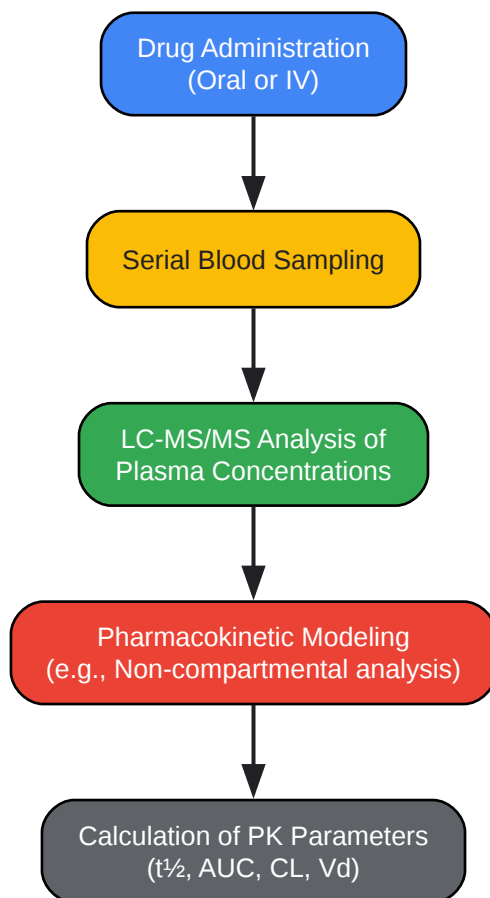 Drug Administration
(Oral or IV)
Serial Blood Sampling
LC-MS/MS Analysis of
Plasma Concentrations
Pharmacokinetic Modeling
(e.g., Non-compartmental analysis)
Calculation of PK Parameters
(t½, AUC, CL, Vd)